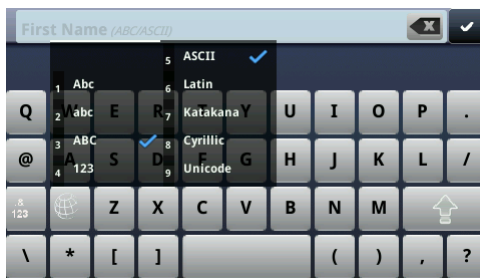 First Name (ABC/ASCII) X
5 ASCII
1 Abc 6 Latin
2 abc 7 Katakana
3 ABC 8 Cyrillic
4 123 9 Unicode
Q W E R T Y U I O P .
@ A S D F G H J K L /
.& 123 Z X C V B N M
\ * [ ] ( ) , ?